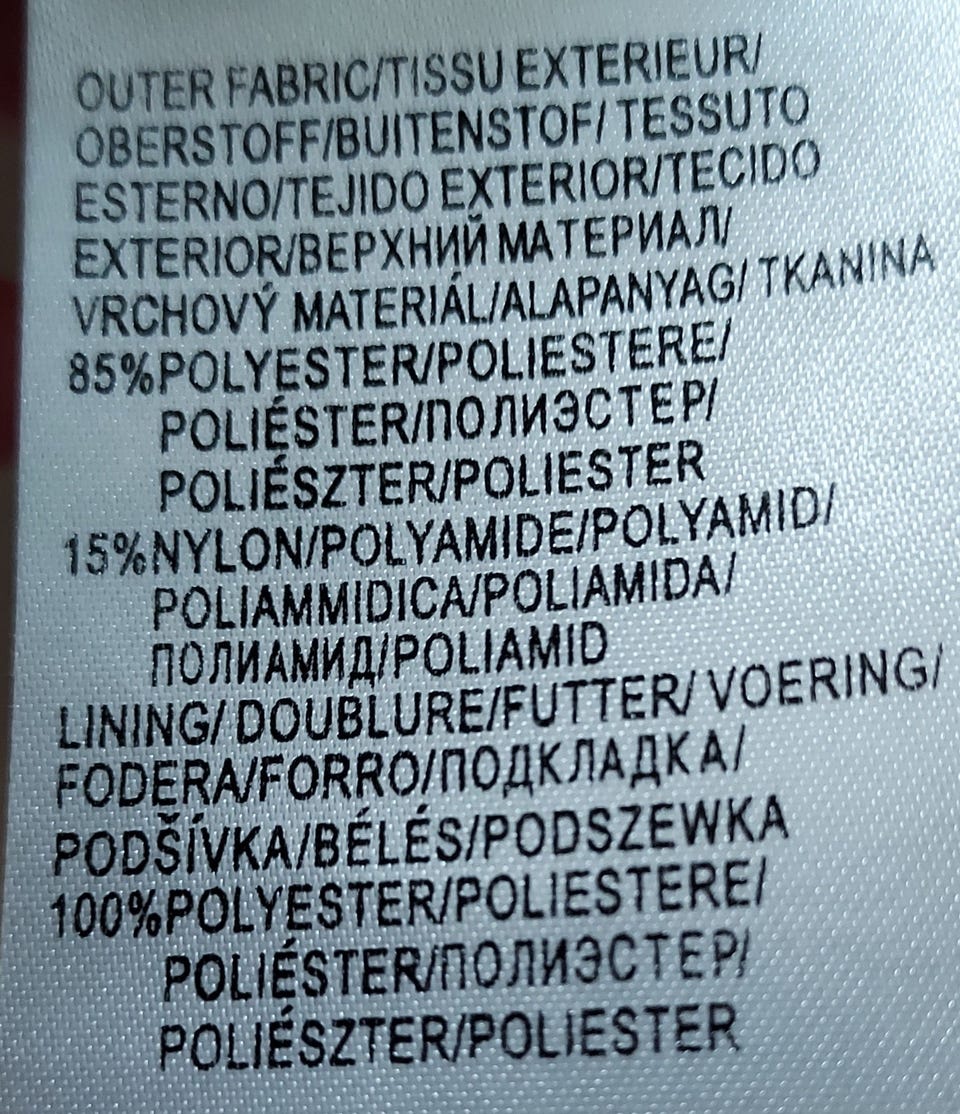 OUTER FABRIC/TISSU EXTERIEUR/
OBERSTOFF/BUITENSTOF/ TESSUTO
ESTERNO/TEJIDO EXTERIOR/TECIDO
EXTERIOR/ВЕРХНИЙ МАТЕРИАЛ/
VRCHOVÝ MATERIÁL/ALAPANYAG/ TKANINA
85%POLYESTER/POLIESTERE/
POLIÉSTER/ПОЛИЭСТЕР/
POLIÉSZTER/POLIESTER
15%NYLON/POLYAMIDE/POLYAMID/
POLIAMMIDICA/POLIAMIDA/
ПОЛИАМИД/POLIAMID
LINING/ DOUBLURE/FUTTER/ VOERING/
FODERA/FORRO/ПОДКЛАДКА/
PODŠÍVKA/BÉLÉS/PODSZEWKA
100%POLYESTER/POLIESTERE/
POLIÉSTER/ПОЛИЭСТЕР/
POLIÉSZTER/POLIESTER